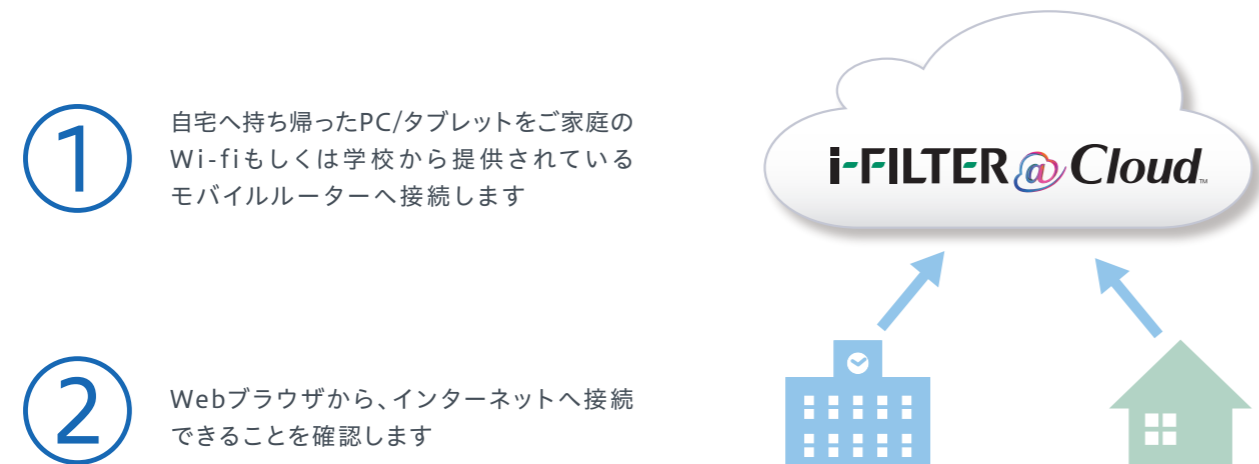 ①
自宅へ持ち帰ったPC/タブレットをご家庭の
Wi-fiもしくは学校から提供されている
モバイルルーターへ接続します
i-FILTER@Cloud™
②
Webブラウザから、インターネットへ接続
できることを確認します